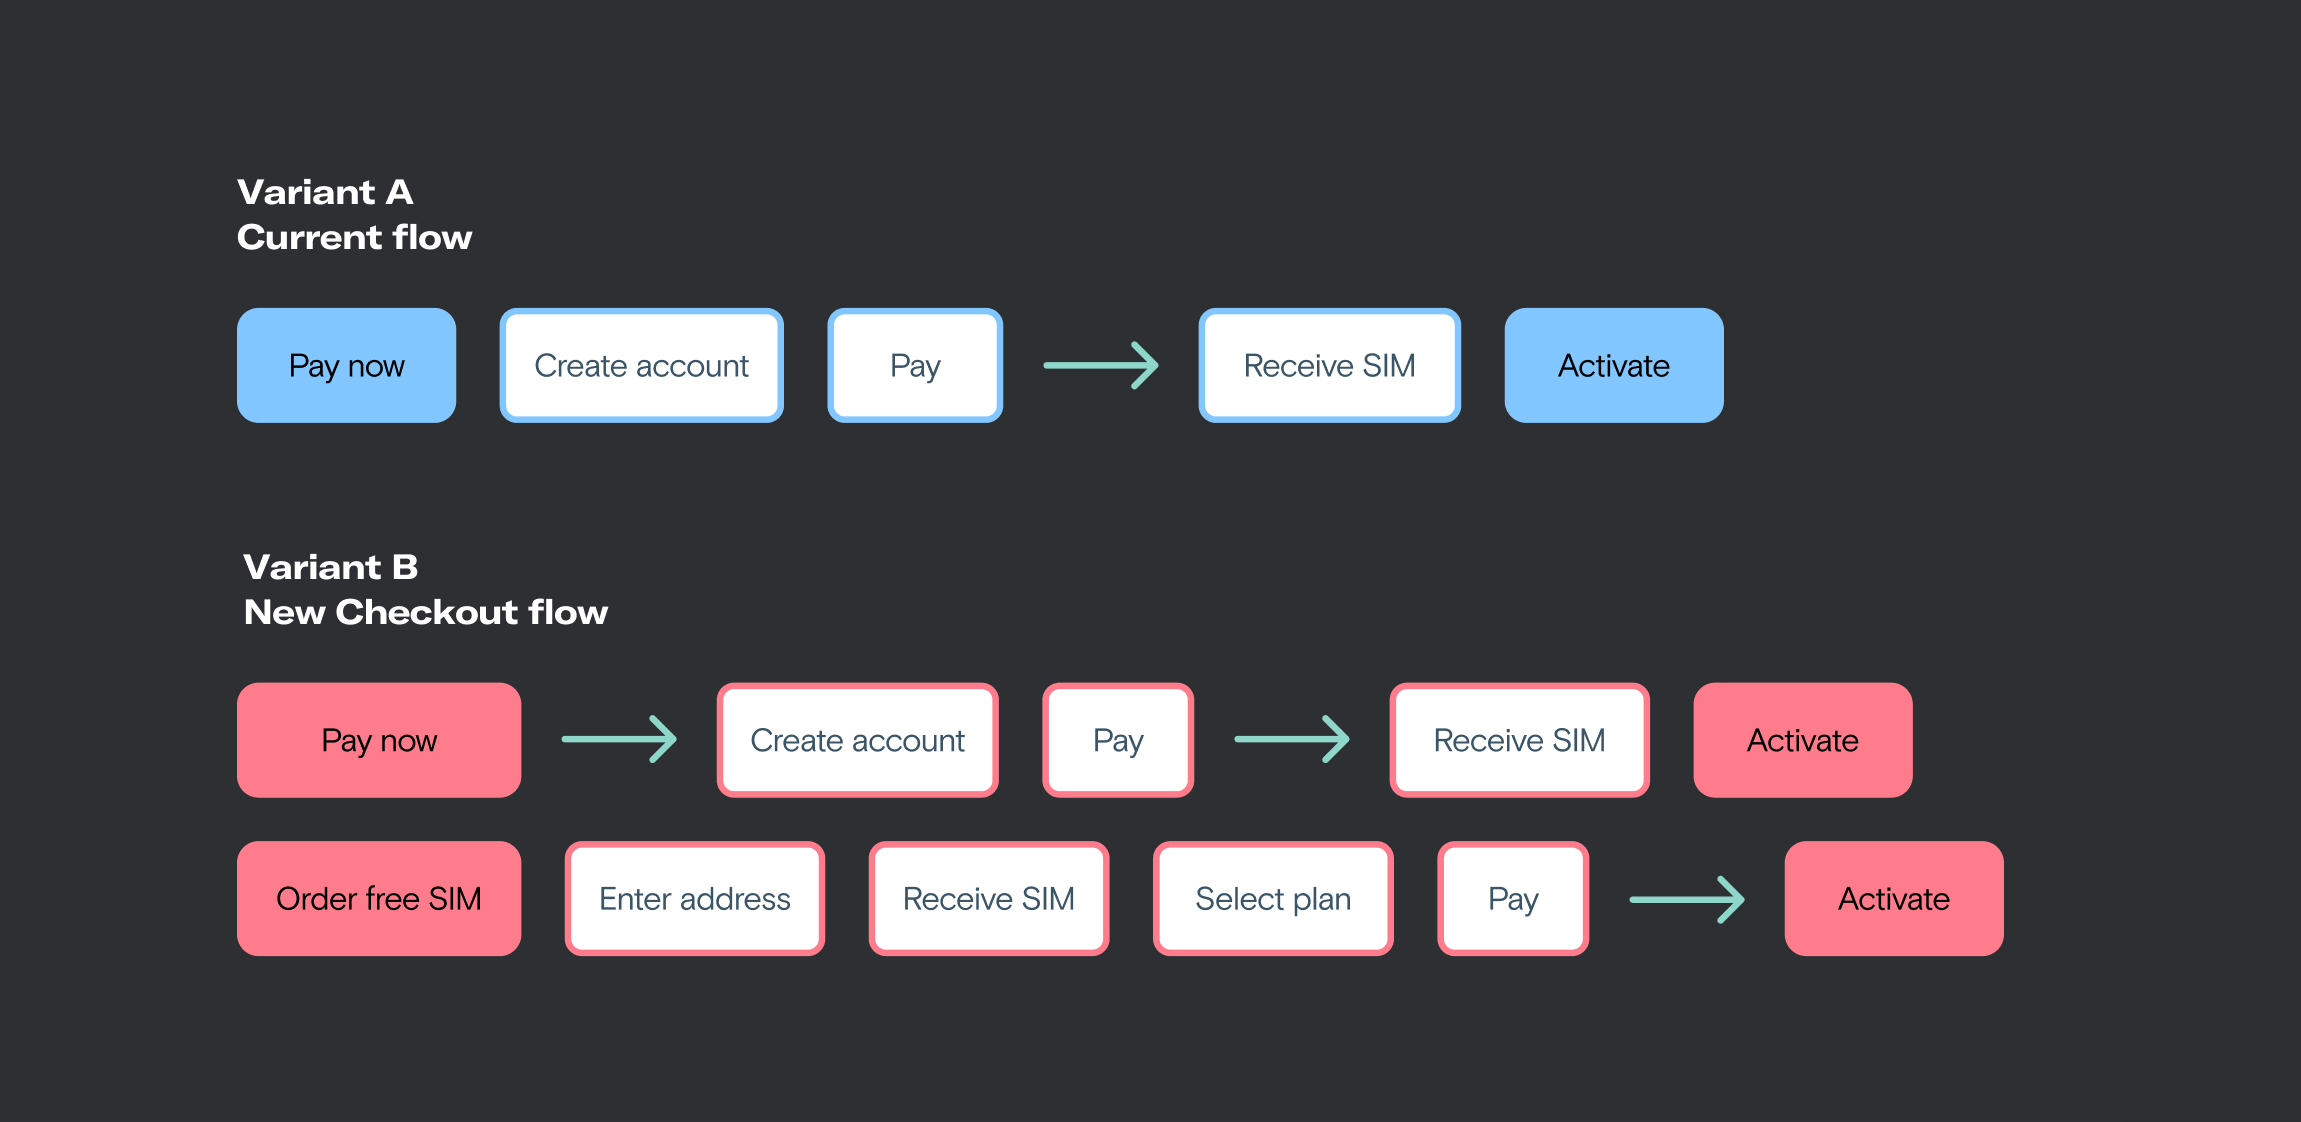 Variant A
Current flow
Pay now
Create account
Pay
Receive SIM
Activate
Variant B
New Checkout flow
Pay now
Create account
Pay
Receive SIM
Activate
Order free SIM
Enter address
Receive SIM
Select plan
Pay
Activate